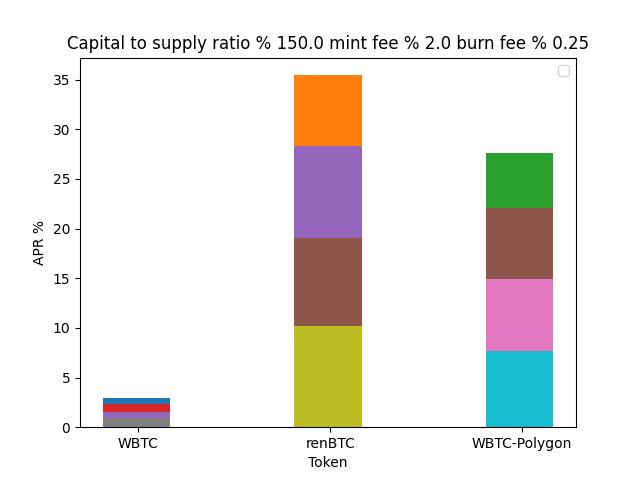 Capital to supply ratio % 150.0 mint fee % 2.0 burn fee % 0.25
35
30
25
20
15
10
5
0
APR %
WBTC renBTC WBTC-Polygon
Token